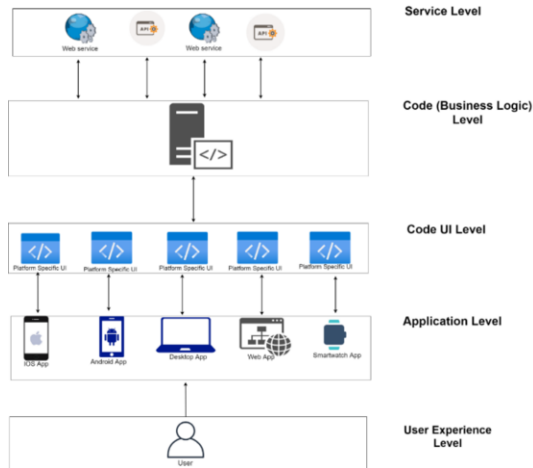 Service Level
API
API
Web service
Web service
Code (Business Logic)
Level
</>
Code UI Level
</>
</>
</>
</>
</>
Platform Specific UI
Platform Specific UI
Platform Specific UI
Platform Specific UI
Platform Specific UI
Application Level
IOS App
Android App
Desktop App
Web App
Smartwatch App
User Experience
Level
User